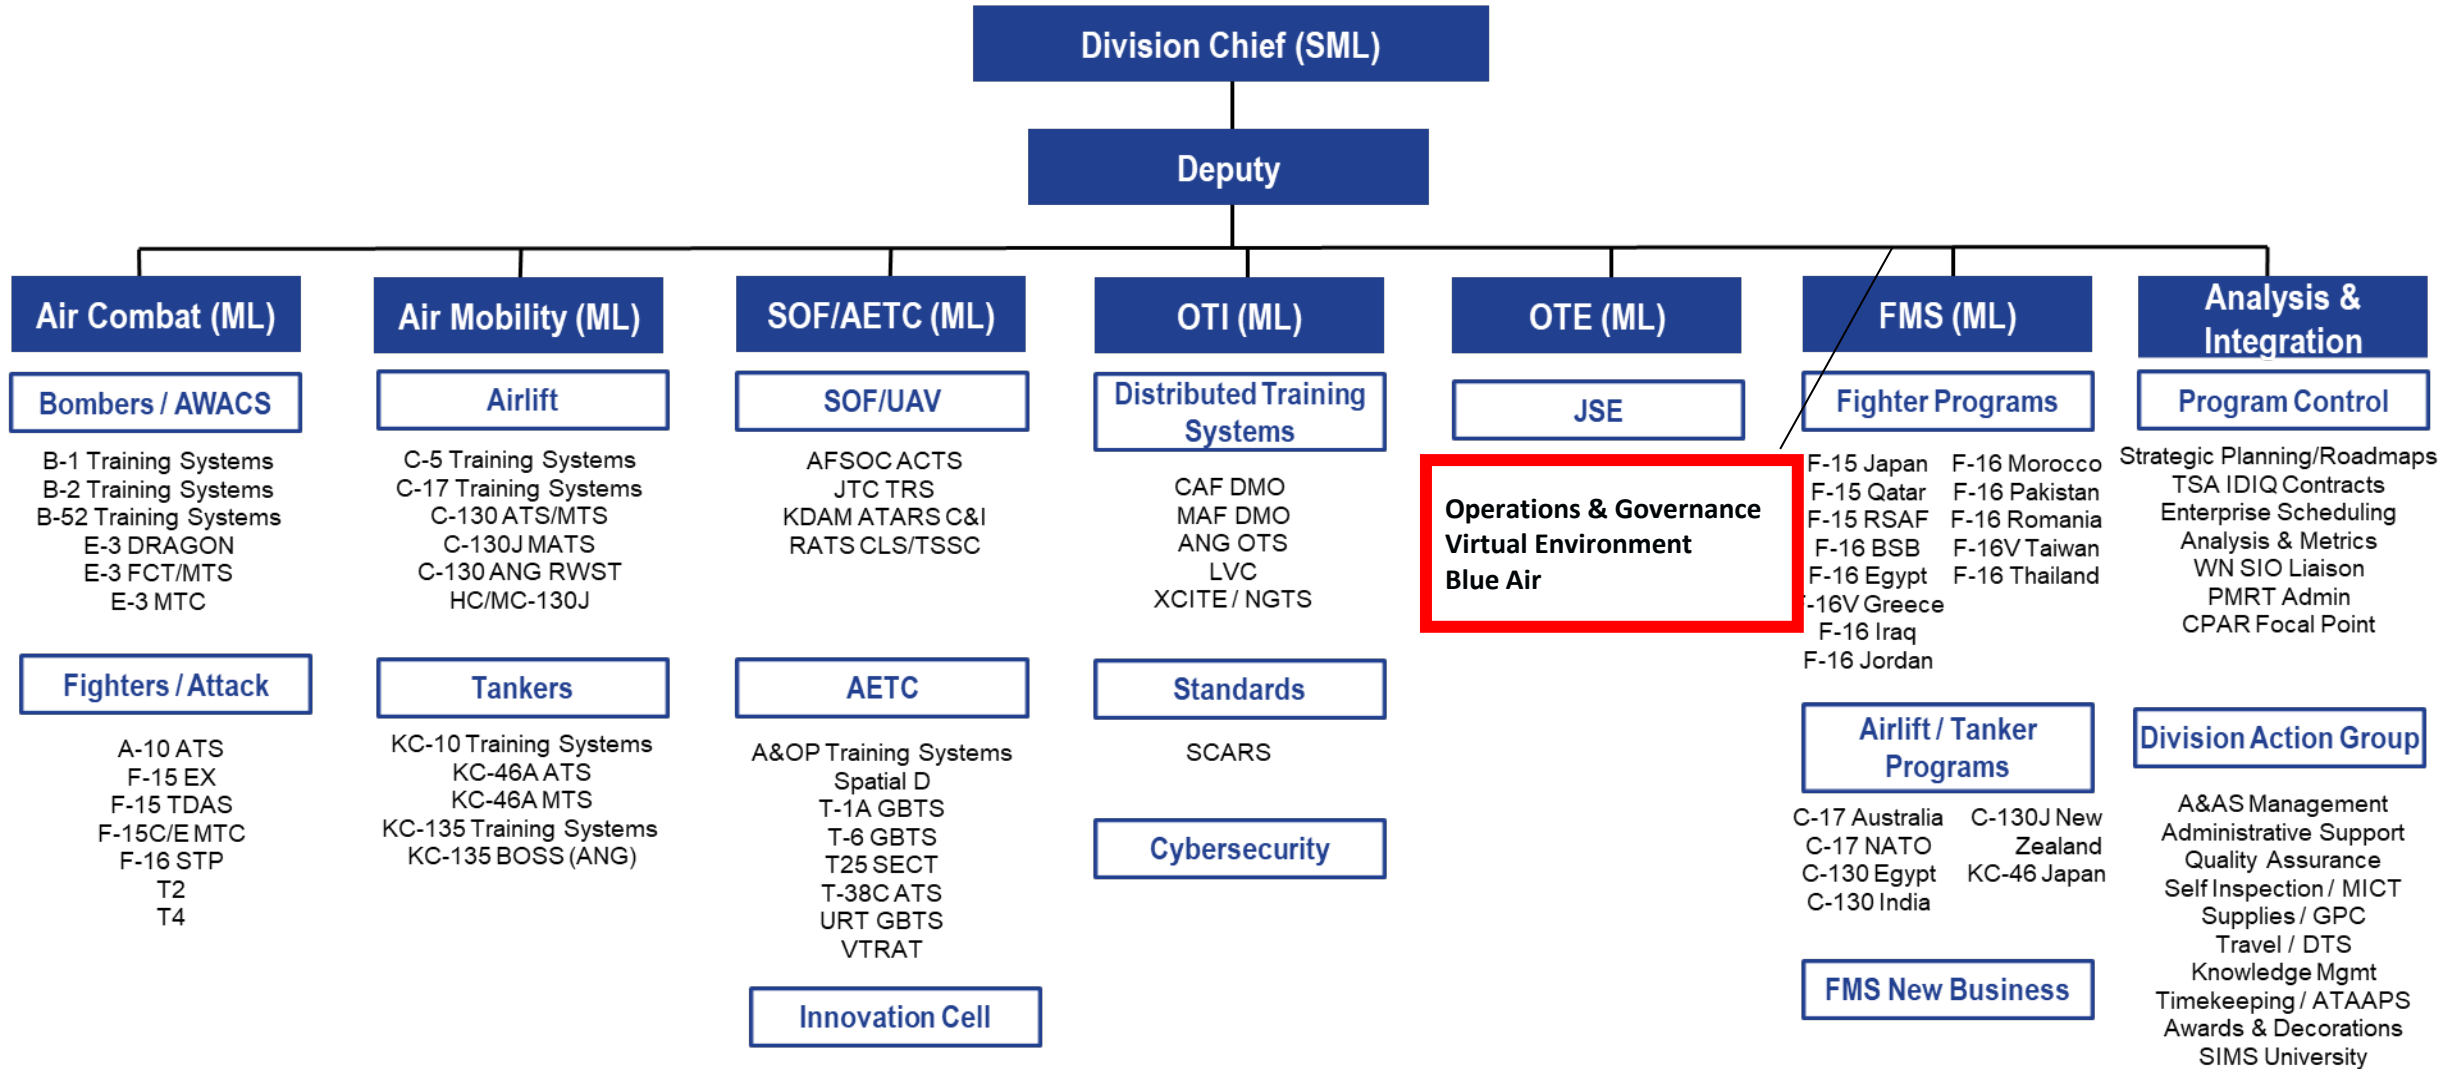 Division Chief (SML)
Deputy
Air Combat (ML)
Bombers / AWACS
B-1 Training Systems
B-2 Training Systems
B-52 Training Systems
E-3 DRAGON
E-3 FCT/MTS
E-3 MTC
Fighters / Attack
A-10 ATS
F-15 EX
F-15 TDAS
F-15C/E MTC
F-16 STP
T2
T4
Air Mobility (ML)
Airlift
C-5 Training Systems
C-17 Training Systems
C-130 ATS/MTS
C-130J MATS
C-130 ANG RWST
HC/MC-130J
Tankers
KC-10 Training Systems
KC-46A ATS
KC-46A MTS
KC-135 Training Systems
KC-135 BOSS (ANG)
SOF/AETC (ML)
SOF/UAV
AFSOC ACTS
JTC TRS
KDAM ATARS C&I
RATS CLS/TSSC
AETC
A&OP Training Systems
Spatial D
T-1A GBTS
T-6 GBTS
T25 SECT
T-38C ATS
URT GBTS
VTRAT
Innovation Cell
OTI (ML)
Distributed Training
Systems
CAF DMO
MAF DMO
ANG OTS
LVC
XCITE / NGTS
Standards
SCARS
Cybersecurity
OTE (ML)
JSE
Operations & Governance
Virtual Environment
Blue Air
FMS (ML)
Fighter Programs
F-15 Japan
F-15 Qatar
F-15 RSAF
F-16 BSB
F-16 Egypt
-16V Greece
F-16 Iraq
F-16 Jordan
F-16 Morocco
F-16 Pakistan
F-16 Romania
F-16V Taiwan
F-16 Thailand
Airlift / Tanker
Programs
C-17 Australia
C-17 NATO
C-130 Egypt
C-130 India
C-130J New
Zealand
KC-46 Japan
FMS New Business
Analysis &
Integration
Program Control
Strategic Planning/Roadmaps
TSA IDIQ Contracts
Enterprise Scheduling
Analysis & Metrics
WN SIO Liaison
PMRT Admin
CPAR Focal Point
Division Action Group
A&AS Management
Administrative Support
Quality Assurance
Self Inspection / MICT
Supplies / GPC
Travel / DTS
Knowledge Mgmt
Timekeeping / ATAAPS
Awards & Decorations
SIMS University